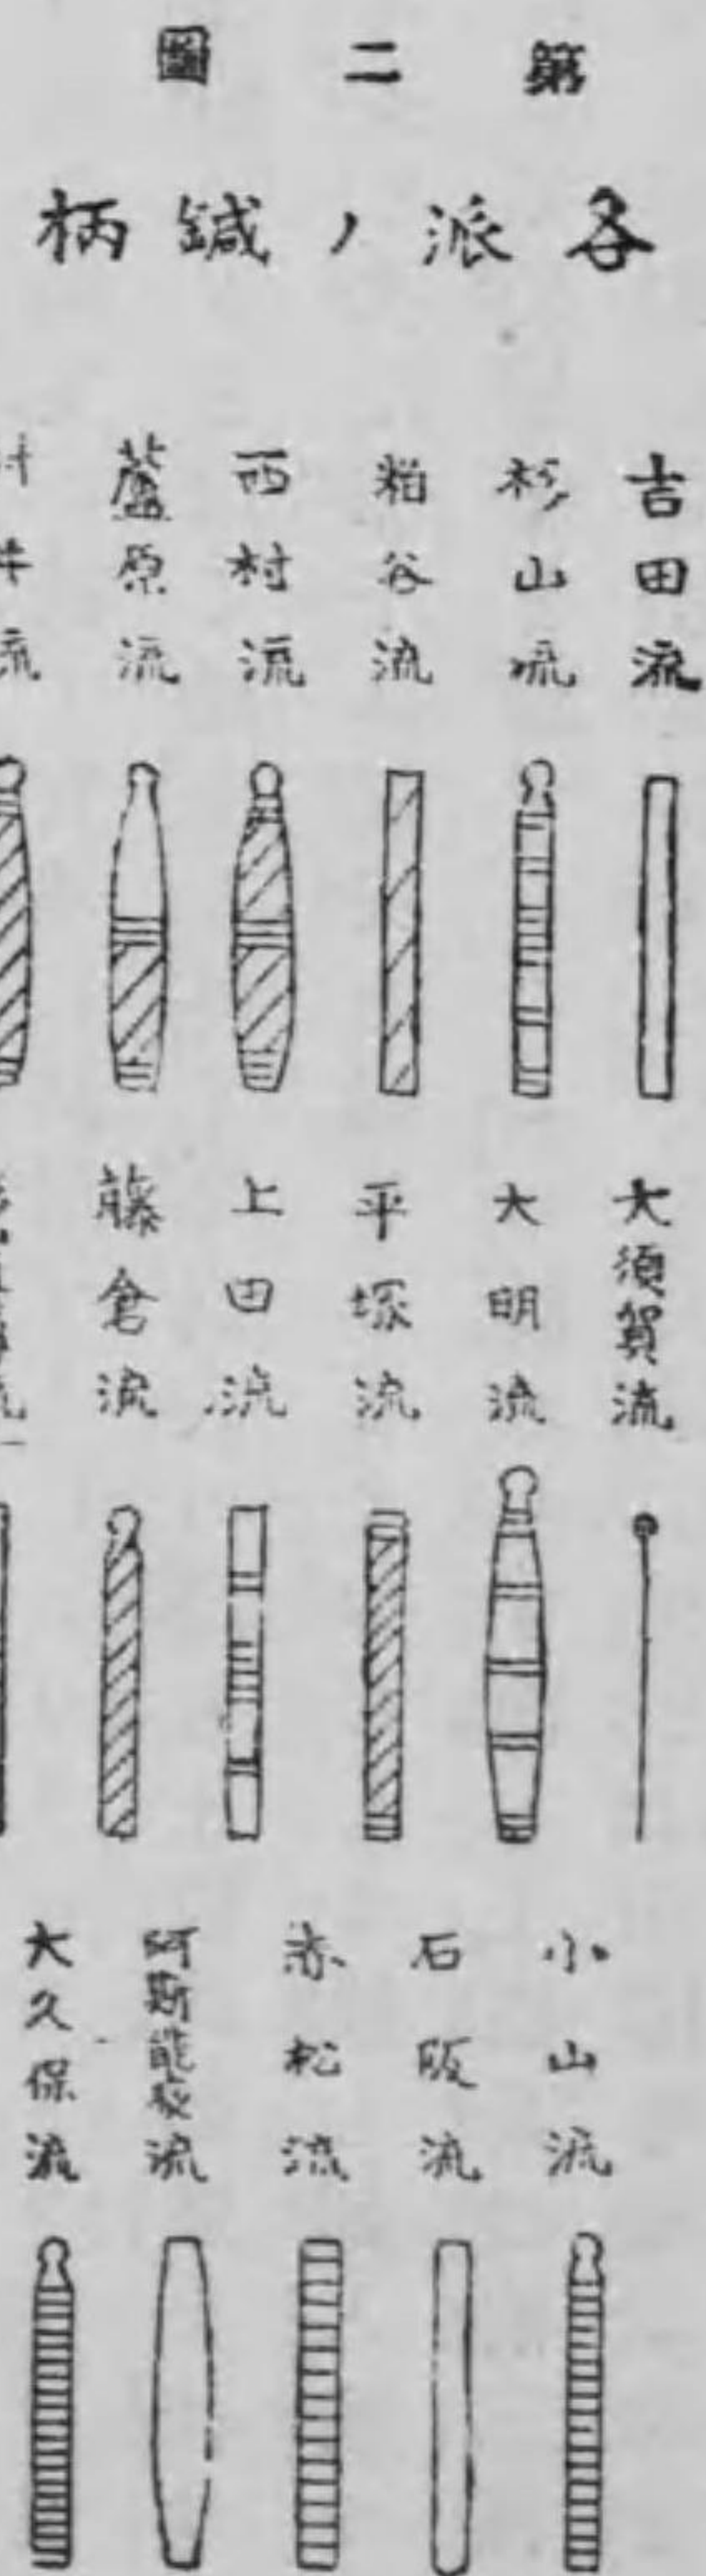 第二圖
各派ノ鍼柄
吉田流
杉山流
粕谷流
西村流
蘆原流
大須賀流
大明流
平塚流
上田流
藤倉流
小山流
石阪流
赤松流
阿斯能流
大久保流